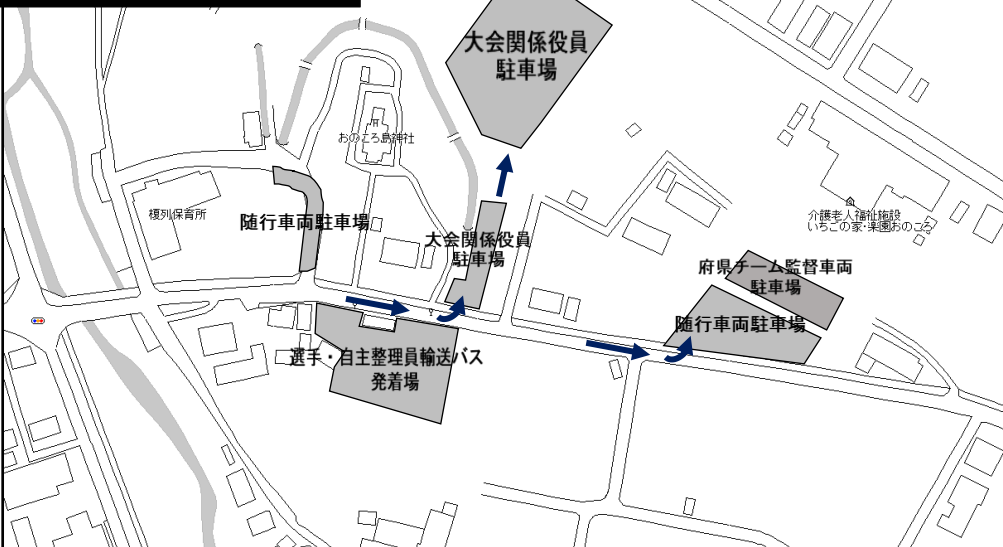 大会関係役員
駐車場
おのころ島神社
榎列保育所
随行車両駐車場
大会関係役員
駐車場
介護老人福祉施設
いちごの家・楽園おのころ
府県チーム監督車両
駐車場
随行車両駐車場
選手・自主整理員輸送バス
発着場